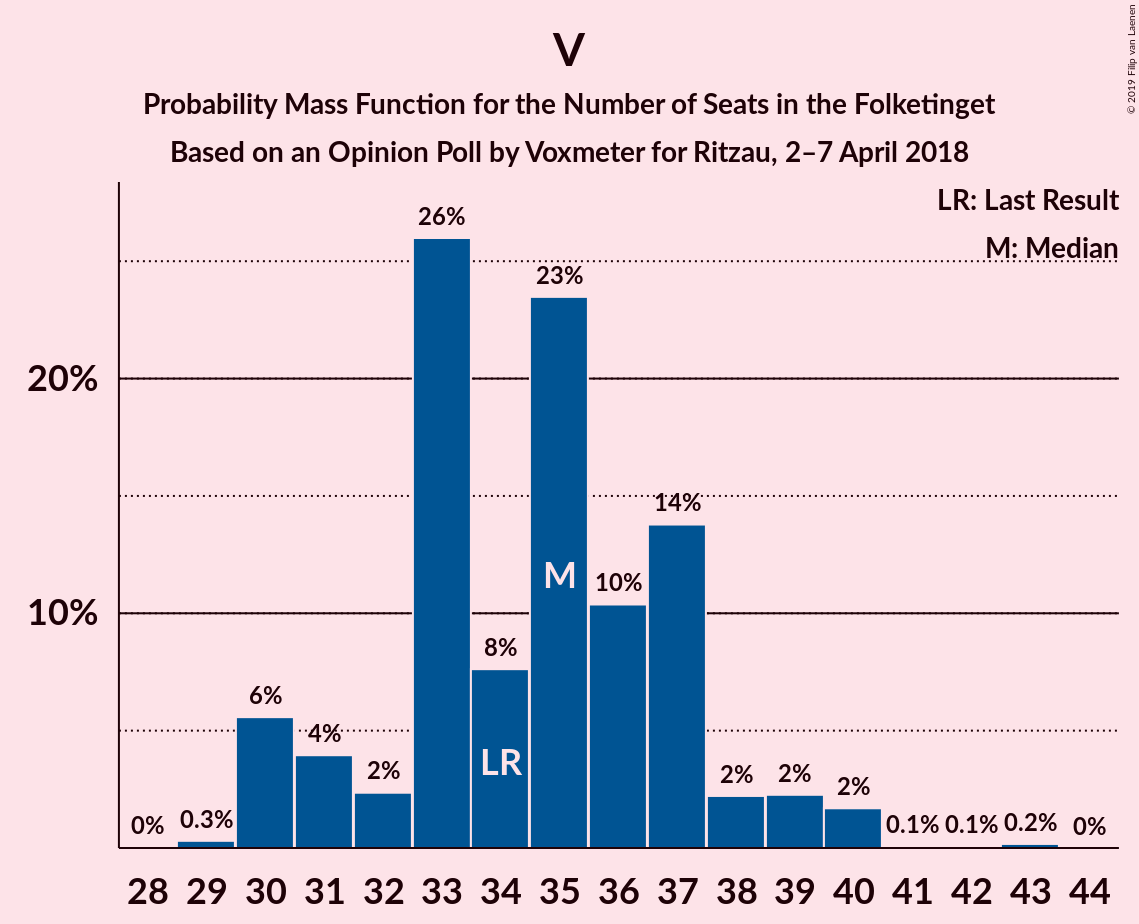 V
Probability Mass Function for the Number of Seats in the Folketinget
Based on an Opinion Poll by Voxmeter for Ritzau, 2–7 April 2018
© 2019 Filip van Laenen
LR: Last Result
M: Median
26%
23%
20%
14%
M
10%
10%
8%
6%
LR
4%
2%
2%
2%
2%
0%
0.3%
0.1%
0.1%
0.2%
0%
28 29 30 31 32 33 34 35 36 37 38 39 40 41 42 43 44